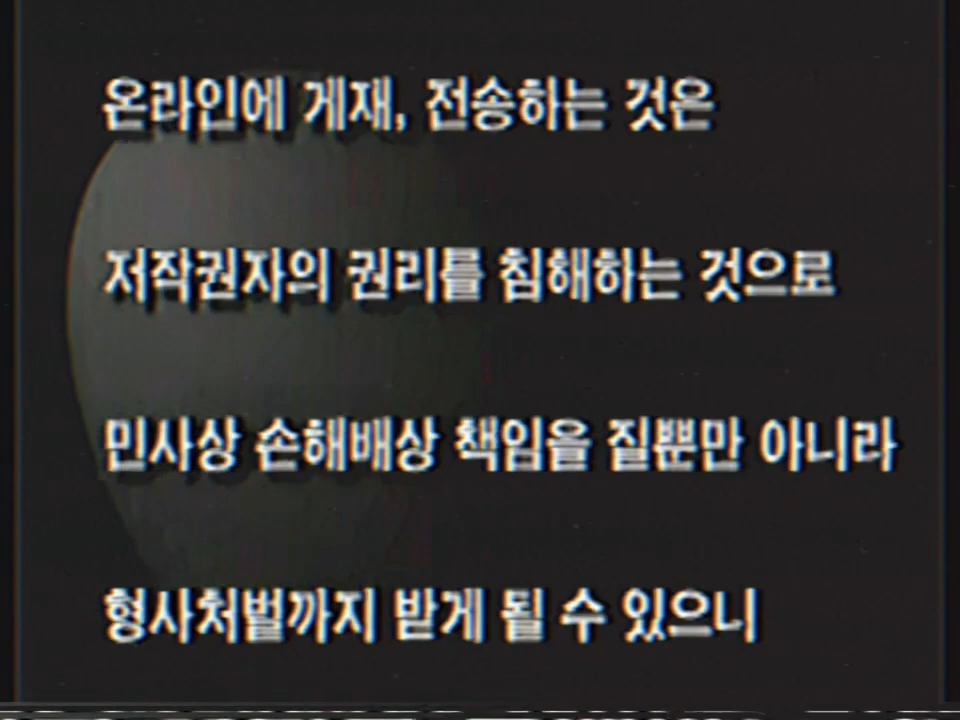 온라인에 게재, 전송하는 것은
저작권자의 권리를 침해하는 것으로
민사상 손해배상 책임을 질뿐만 아니라
형사처벌까지 받게 될 수 있으니